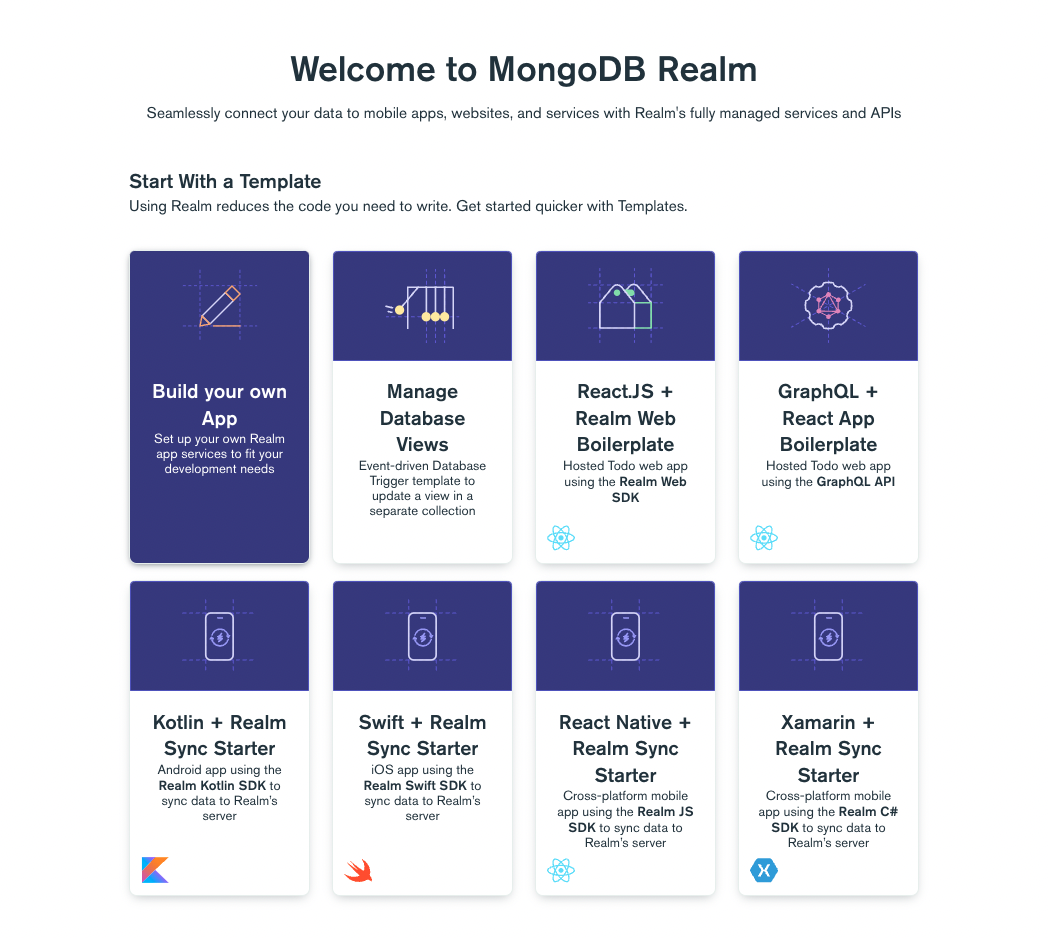 Welcome to MongoDB Realm
Seamlessly connect your data to mobile apps, websites, and services with Realm's fully managed services and APIs
Start With a Template
Using Realm reduces the code you need to write. Get started quicker with Templates.
Build your own
App
Set up your own Realm
app services to fit your
development needs
Manage
Database
Views
Event-driven Database
Trigger template to
update a view in a
separate collection
React.JS +
Realm Web
Boilerplate
Hosted Todo web app
using the Realm Web
SDK
GraphQL +
React App
Boilerplate
Hosted Todo web app
using the GraphQL API
Kotlin + Realm
Sync Starter
Android app using the
Realm Kotlin SDK to
sync data to Realm's
server
Swift + Realm
Sync Starter
iOS app using the
Realm Swift SDK to
sync data to Realm's
server
React Native +
Realm Sync
Starter
Cross-platform mobile
app using the Realm JS
SDK to sync data to
Realm's server
Xamarin +
Realm Sync
Starter
Cross-platform mobile
app using the Realm C#
SDK to sync data to
Realm's server